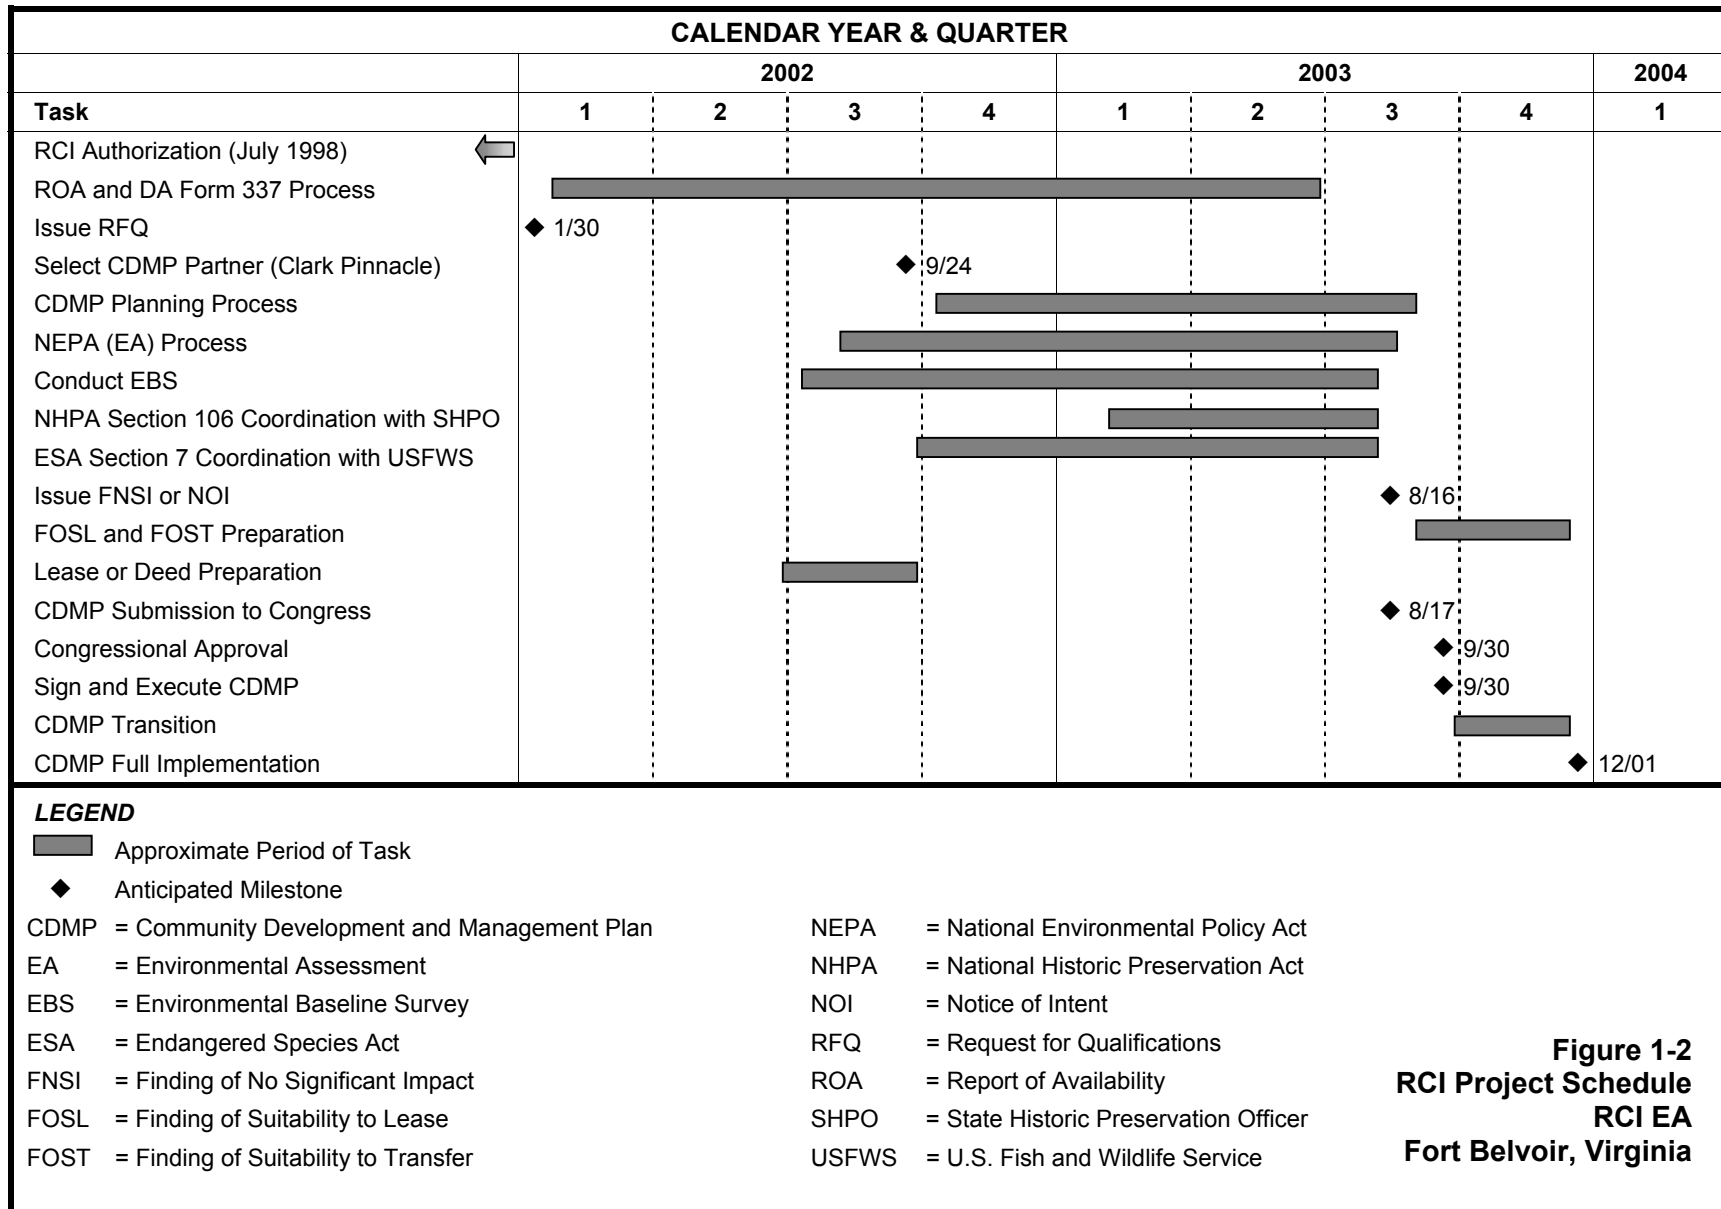 CALENDAR YEAR & QUARTER
2002 2003 2004
Task 1 2 3 4 1 2 3 4 1
RCI Authorization (July 1998)
ROA and DA Form 337 Process
Issue RFQ 1/30
Select CDMP Partner (Clark Pinnacle) 9/24
CDMP Planning Process
NEPA (EA) Process
Conduct EBS
NHPA Section 106 Coordination with SHPO
ESA Section 7 Coordination with USFWS
Issue FNSI or NOI 8/16
FOSL and FOST Preparation
Lease or Deed Preparation
CDMP Submission to Congress 8/17
Congressional Approval 9/30
Sign and Execute CDMP 9/30
CDMP Transition
CDMP Full Implementation 12/01
LEGEND
Approximate Period of Task
Anticipated Milestone
CDMP = Community Development and Management Plan
EA = Environmental Assessment
EBS = Environmental Baseline Survey
ESA = Endangered Species Act
FNSI = Finding of No Significant Impact
FOSL = Finding of Suitability to Lease
FOST = Finding of Suitability to Transfer
NEPA = National Environmental Policy Act
NHPA = National Historic Preservation Act
NOI = Notice of Intent
RFQ = Request for Qualifications
ROA = Report of Availability
SHPO = State Historic Preservation Officer
USFWS = U.S. Fish and Wildlife Service
Figure 1-2
RCI Project Schedule
RCI EA
Fort Belvoir, Virginia